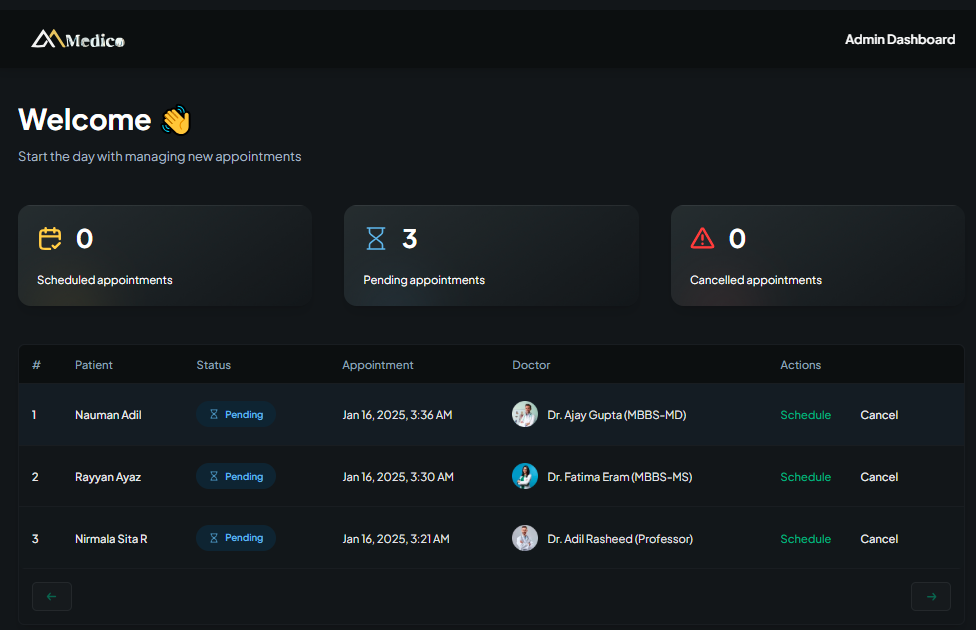 Medico Admin Dashboard
Welcome 👋
Start the day with managing new appointments
0 3 0
Scheduled appointments Pending appointments Cancelled appointments
# Patient Status Appointment Doctor Actions
1 Nauman Adil Pending Jan 16, 2025, 3:36 AM Dr. Ajay Gupta (MBBS-MD) Schedule Cancel
2 Rayyan Ayaz Pending Jan 16, 2025, 3:30 AM Dr. Fatima Eram (MBBS-MS) Schedule Cancel
3 Nirmala Sita R Pending Jan 16, 2025, 3:21 AM Dr. Adil Rasheed (Professor) Schedule Cancel